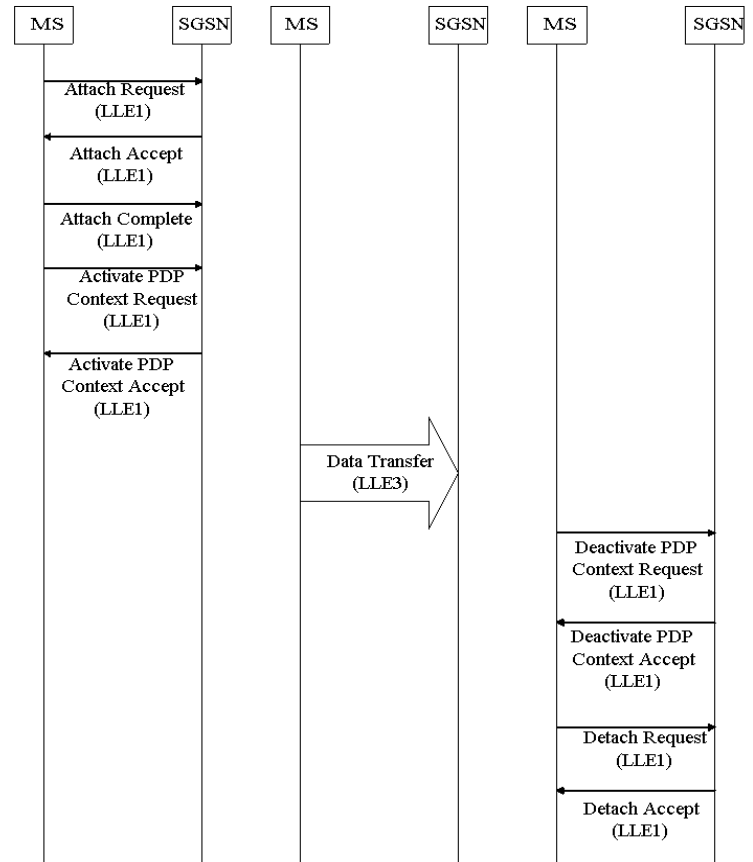 MS
SGSN
MS
SGSN
MS
SGSN
Attach Request
(LLE1)
Attach Accept
(LLE1)
Attach Complete
(LLE1)
Activate PDP
Context Request
(LLE1)
Activate PDP
Context Accept
(LLE1)
Data Transfer
(LLE3)
Deactivate PDP
Context Request
(LLE1)
Deactivate PDP
Context Accept
(LLE1)
Detach Request
(LLE1)
Detach Accept
(LLE1)